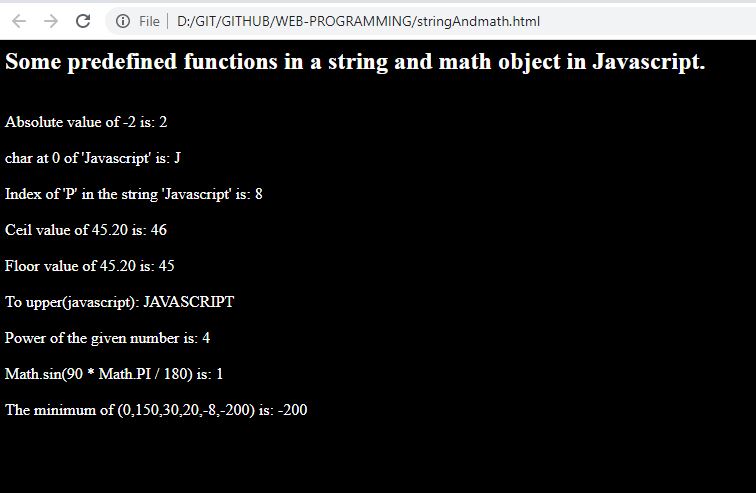 File | D:/GIT/GITHUB/WEB-PROGRAMMING/stringAndmath.html
Some predefined functions in a string and math object in Javascript.
Absolute value of -2 is: 2
char at 0 of 'Javascript' is: J
Index of 'P' in the string 'Javascript' is: 8
Ceil value of 45.20 is: 46
Floor value of 45.20 is: 45
To upper(javascript): JAVASCRIPT
Power of the given number is: 4
Math.sin(90 * Math.PI / 180) is: 1
The minimum of (0,150,30,20,-8,-200) is: -200